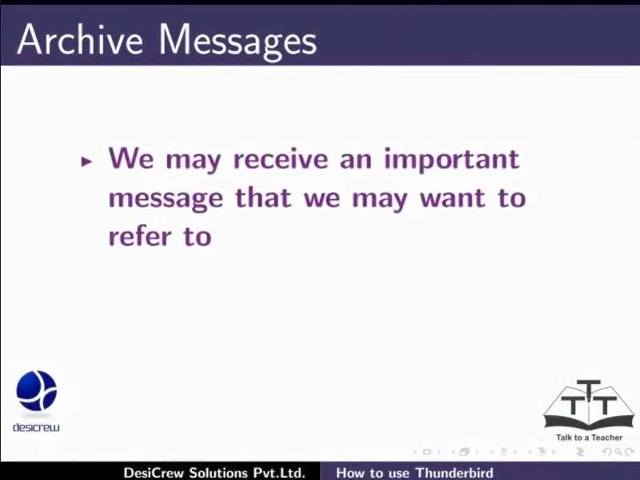 Archive Messages
▶ We may receive an important
message that we may want to
refer to
desicrew
TTT
Talk to a Teacher
DesiCrew Solutions Pvt.Ltd. How to use Thunderbird